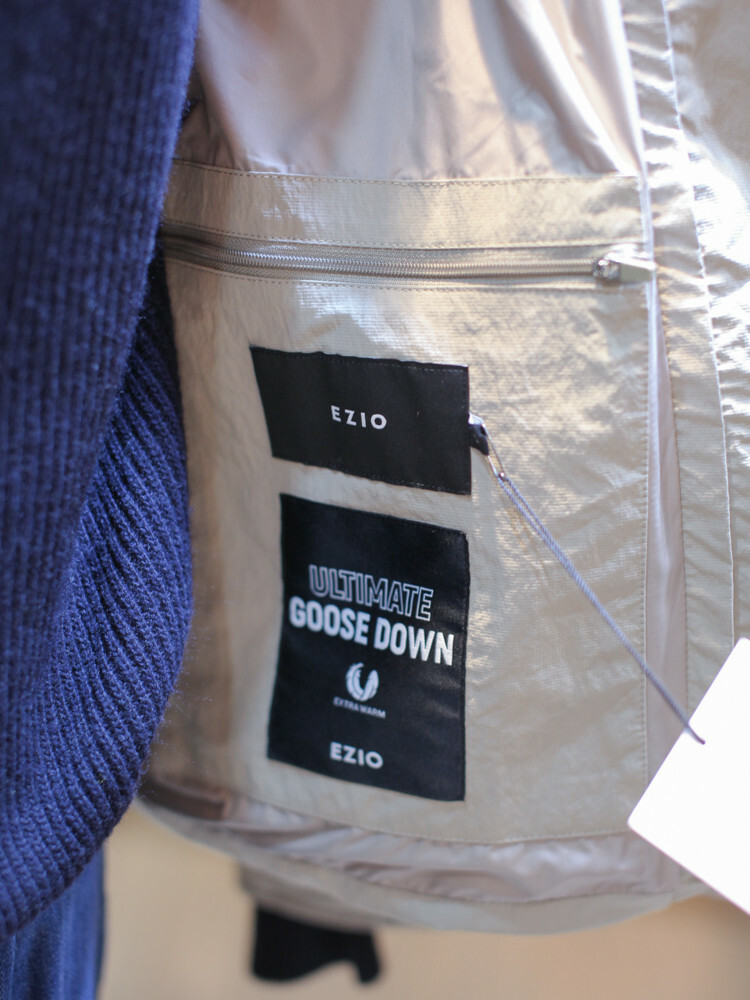 EZIO
ULTIMATE
GOOSE DOWN
EXTRA WARM
EZIO